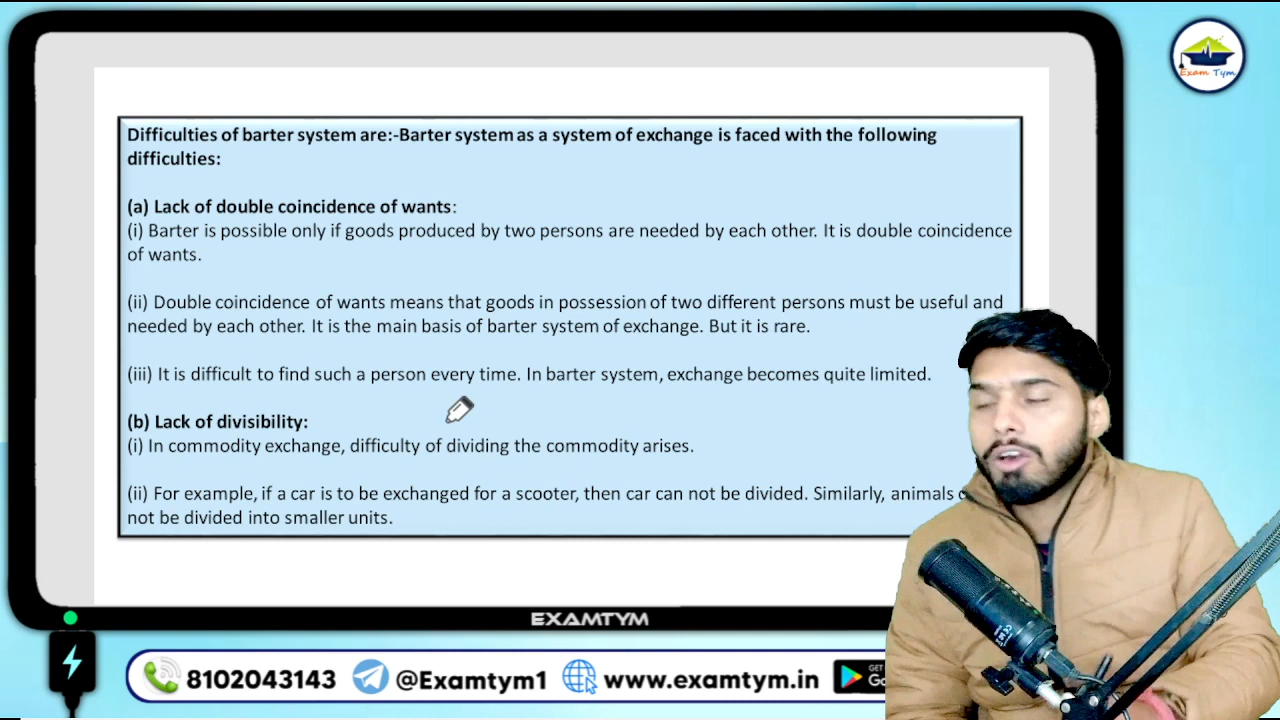 Exam Tym
Difficulties of barter system are:-Barter system as a system of exchange is faced with the following
difficulties:
(a) Lack of double coincidence of wants:
(i) Barter is possible only if goods produced by two persons are needed by each other. It is double coincidence
of wants.
(ii) Double coincidence of wants means that goods in possession of two different persons must be useful and
needed by each other. It is the main basis of barter system of exchange. But it is rare.
(iii) It is difficult to find such a person every time. In barter system, exchange becomes quite limited.
(b) Lack of divisibility:
(i) In commodity exchange, difficulty of dividing the commodity arises.
(ii) For example, if a car is to be exchanged for a scooter, then car can not be divided. Similarly, animals
not be divided into smaller units.
EXAMTYM
8102043143 @Examtym1 www.examtym.in GET